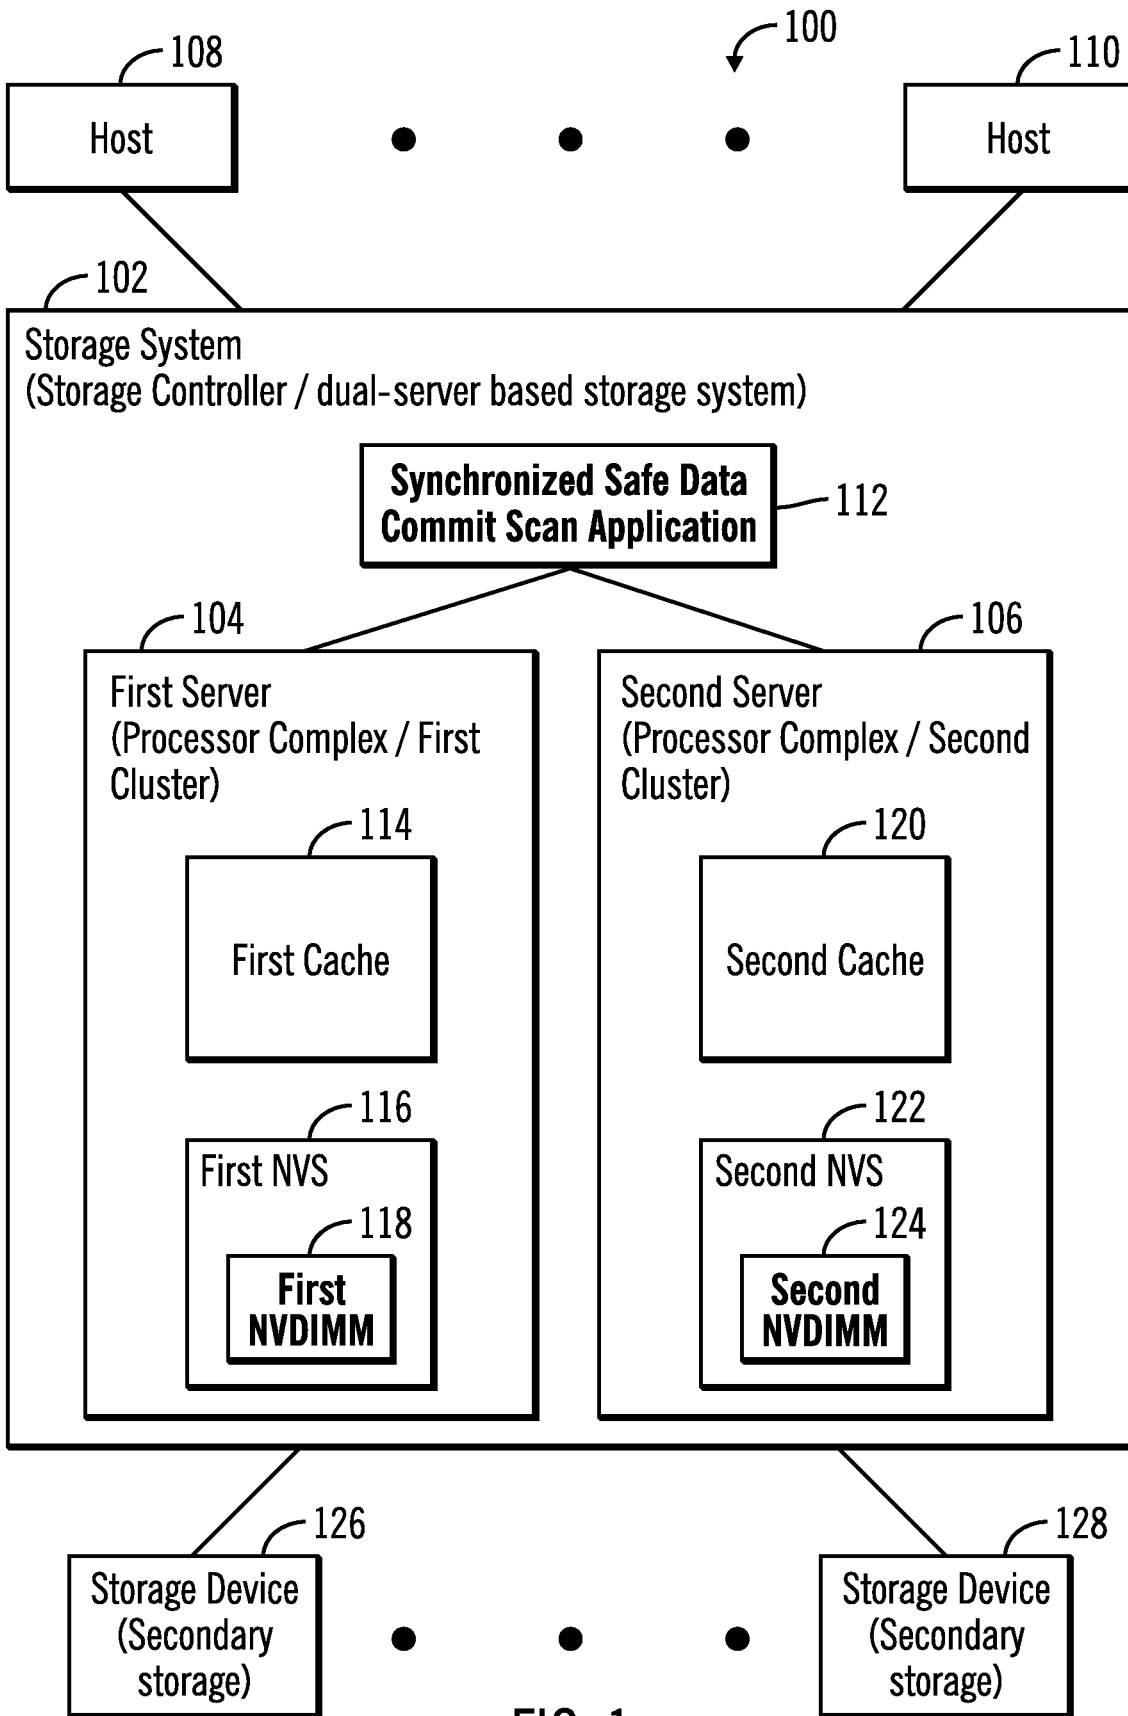 100
108
110
Host
Host
102
Storage System
(Storage Controller / dual-server based storage system)
Synchronized Safe Data
Commit Scan Application
112
104
106
First Server
(Processor Complex / First
Cluster)
Second Server
(Processor Complex / Second
Cluster)
114
120
First Cache
Second Cache
116
122
First NVS
Second NVS
118
124
First
NVDIMM
Second
NVDIMM
126
128
Storage Device
(Secondary
storage)
Storage Device
(Secondary
storage)
FIG. 1